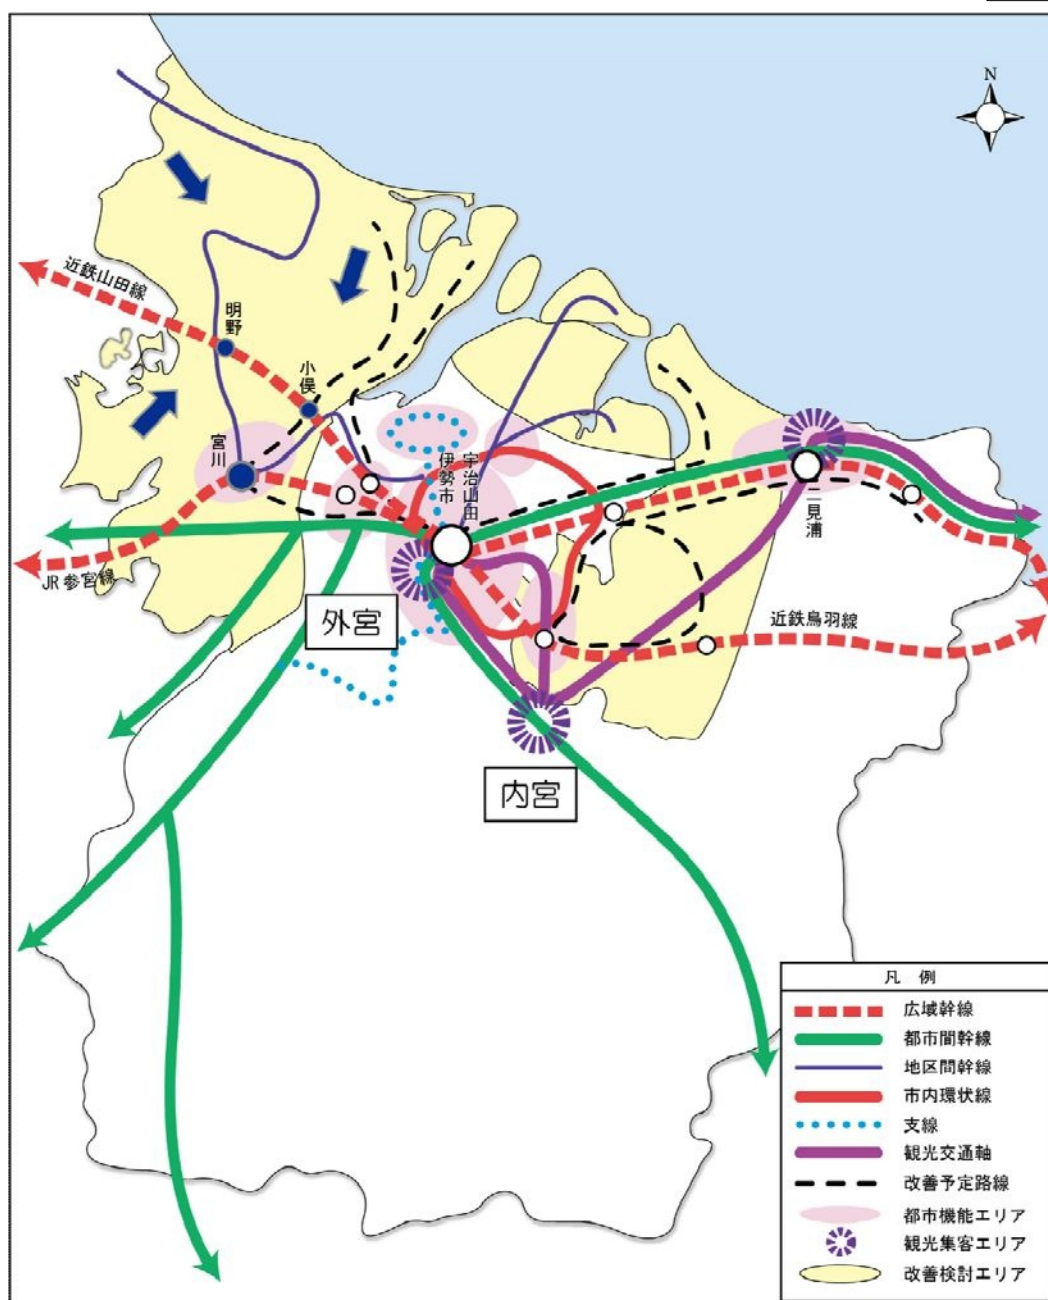 N
近鉄山田線
明野
小俣
宮川
伊勢市
宇治山田
二見浦
JR参宮線
外宮
近鉄鳥羽線
内宮
凡 例
広域幹線
都市間幹線
地区間幹線
市内環状線
支線
観光交通軸
改善予定路線
都市機能エリア
観光集客エリア
改善検討エリア